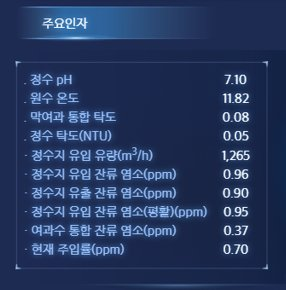 주요인자
. 정수 pH 7.10
. 원수 온도 11.82
. 막여과 통합 탁도 0.08
. 정수 탁도(NTU) 0.05
· 정수지 유입 유량(m³/h) 1,265
· 정수지 유입 잔류 염소(ppm) 0.96
· 정수지 유출 잔류 염소(ppm) 0.90
· 정수지 유입 잔류 염소(평활)(ppm) 0.95
· 여과수 통합 잔류 염소(ppm) 0.37
· 현재 주입률(ppm) 0.70